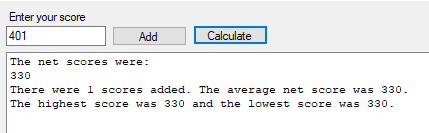 Enter your score
401 Add Calculate
The net scores were:
330
There were 1 scores added. The average net score was 330.
The highest score was 330 and the lowest score was 330.